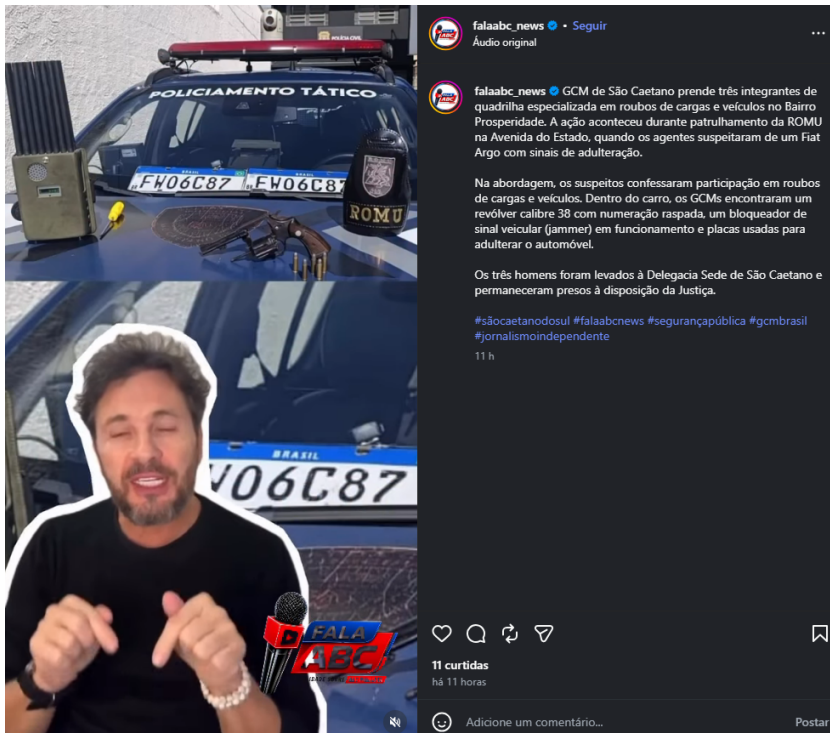 POLÍCIA CIVIL
POLICIAMENTO TÁTICO
BRASIL
FW06C87
FW06C87
ROMU
BRASIL
W06C87
FALA
ABC
falaabc_news • Seguir
Áudio original
falaabc_news GCM de São Caetano prende três integrantes de
quadrilha especializada em roubos de cargas e veículos no Bairro
Prosperidade. A ação aconteceu durante patrulhamento da ROMU
na Avenida do Estado, quando os agentes suspeitaram de um Fiat
Argo com sinais de adulteração.
Na abordagem, os suspeitos confessaram participação em roubos
de cargas e veículos. Dentro do carro, os GCMs encontraram um
revólver calibre 38 com numeração raspada, um bloqueador de
sinal veicular (jammer) em funcionamento e placas usadas para
adulterar o automóvel.
Os três homens foram levados à Delegacia Sede de São Caetano e
permaneceram presos à disposição da Justiça.
#sãocaetanodosul #falaabcnews #segurançapública #gcmbrasil
#jornalismoindependente
11 h
11 curtidas
há 11 horas
Adicione um comentário...
Postar